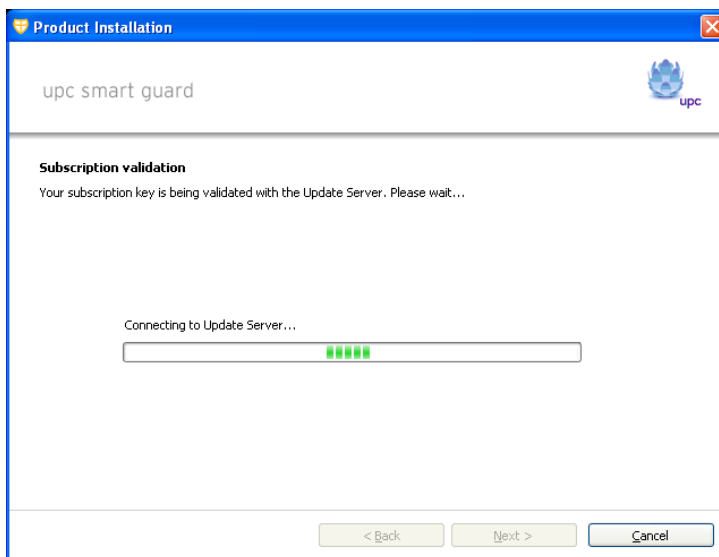 Product Installation
upc smart guard
upc
Subscription validation
Your subscription key is being validated with the Update Server. Please wait...
Connecting to Update Server...
< Back
Next >
Cancel